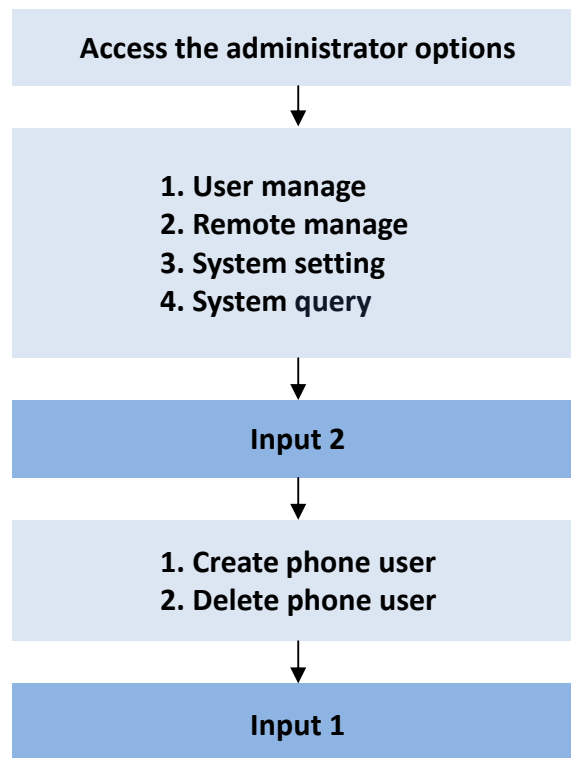 Access the administrator options
1. User manage
2. Remote manage
3. System setting
4. System query
Input 2
1. Create phone user
2. Delete phone user
Input 1